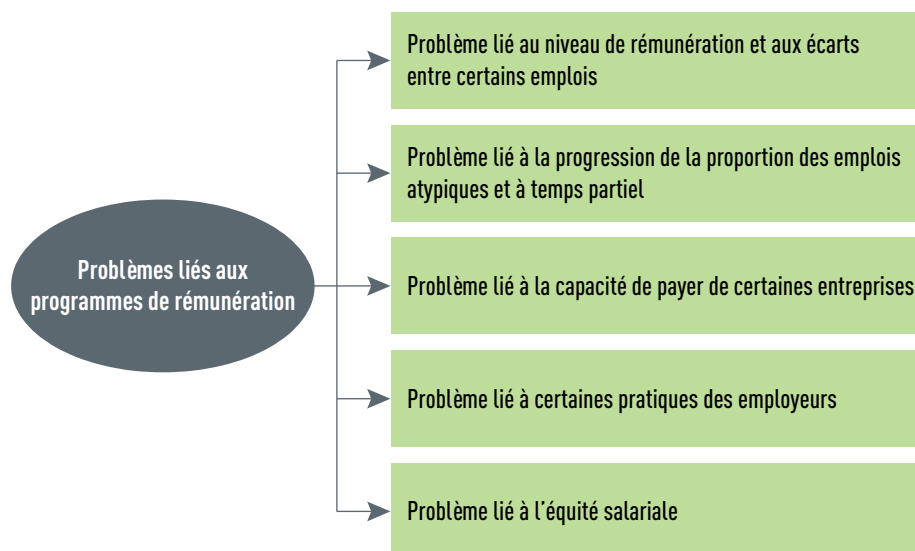 Problèmes liés aux
programmes de rémunération
Problème lié au niveau de rémunération et aux écarts
entre certains emplois
Problème lié à la progression de la proportion des emplois
atypiques et à temps partiel
Problème lié à la capacité de payer de certaines entreprises
Problème lié à certaines pratiques des employeurs
Problème lié à l'équité salariale